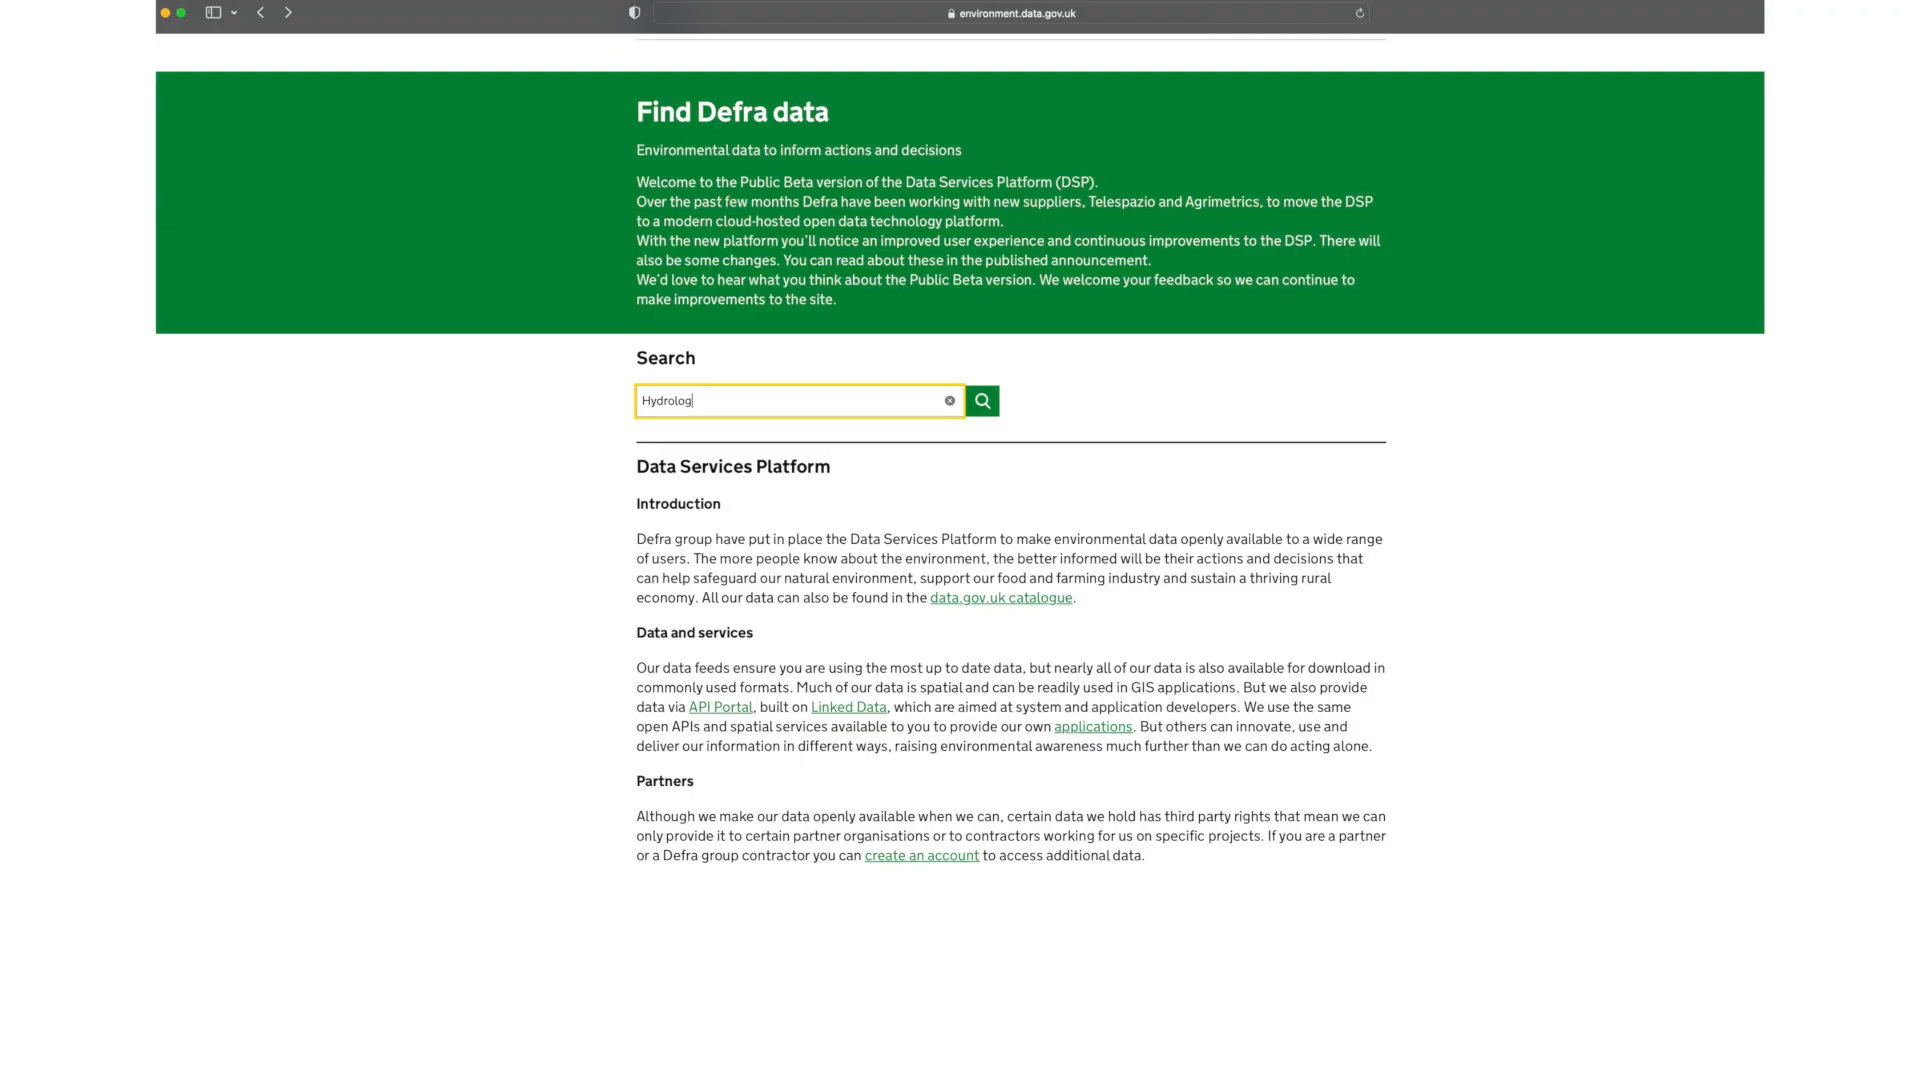 environment.data.gov.uk
Find Defra data
Environmental data to inform actions and decisions
Welcome to the Public Beta version of the Data Services Platform (DSP).
Over the past few months Defra have been working with new suppliers, Telespazio and Agrimetrics, to move the DSP
to a modern cloud-hosted open data technology platform.
With the new platform you'll notice an improved user experience and continuous improvements to the DSP. There will
also be some changes. You can read about these in the published announcement.
We'd love to hear what you think about the Public Beta version. We welcome your feedback so we can continue to
make improvements to the site.
Search
Hydrolog
Data Services Platform
Introduction
Defra group have put in place the Data Services Platform to make environmental data openly available to a wide range
of users. The more people know about the environment, the better informed will be their actions and decisions that
can help safeguard our natural environment, support our food and farming industry and sustain a thriving rural
economy. All our data can also be found in the data.gov.uk catalogue.
Data and services
Our data feeds ensure you are using the most up to date data, but nearly all of our data is also available for download in
commonly used formats. Much of our data is spatial and can be readily used in GIS applications. But we also provide
data via API Portal, built on Linked Data, which are aimed at system and application developers. We use the same
open APIs and spatial services available to you to provide our own applications. But others can innovate, use and
deliver our information in different ways, raising environmental awareness much further than we can do acting alone.
Partners
Although we make our data openly available when we can, certain data we hold has third party rights that mean we can
only provide it to certain partner organisations or to contractors working for us on specific projects. If you are a partner
or a Defra group contractor you can create an account to access additional data.